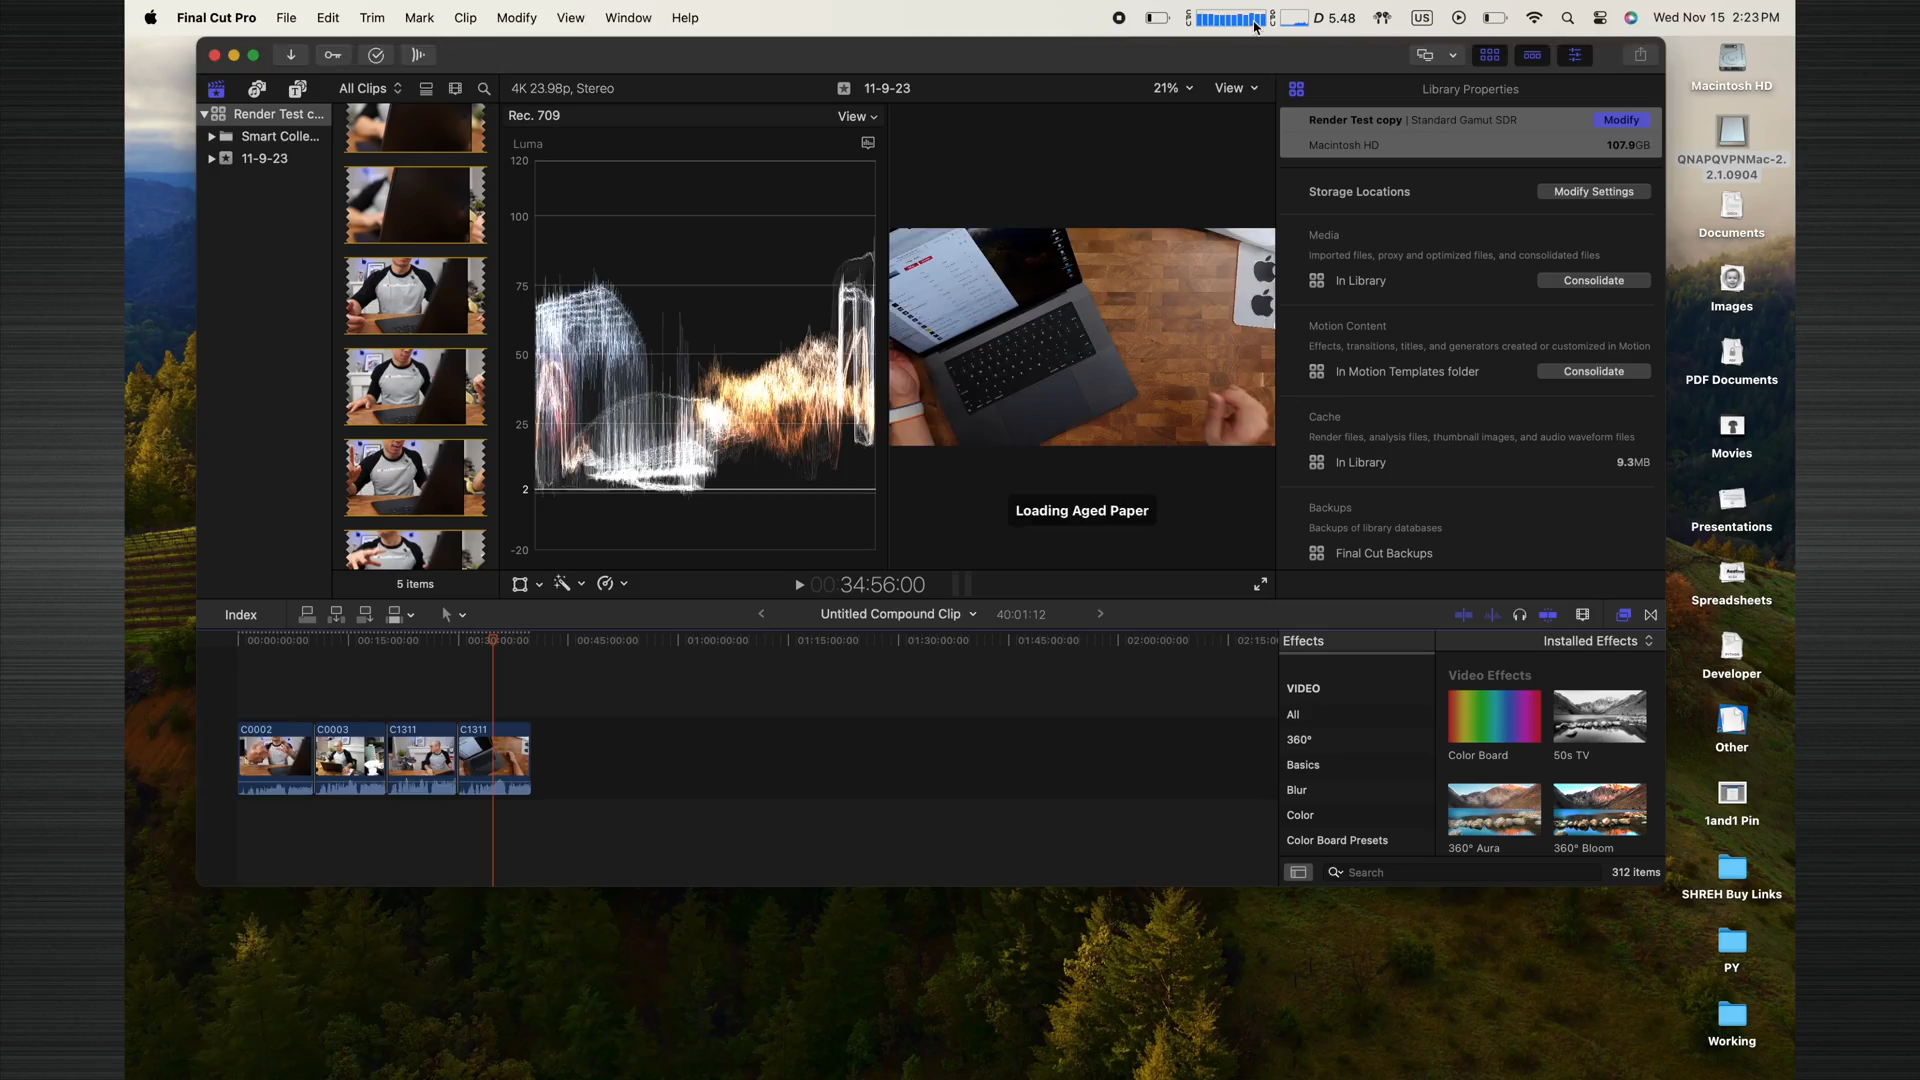 Final Cut Pro File Edit Trim Mark Clip Modify View Window Help
D 5.48 US Wed Nov 15 2:23PM
All Clips
4K 23.98p, Stereo 11-9-23 21% View
Library Properties
Render Test c...
Smart Colle...
11-9-23
5 items
Rec. 709 View
Luma
120
100
75
50
25
2
-20
Loading Aged Paper
00:34:56:00
Render Test copy | Standard Gamut SDR Modify
Macintosh HD 107.9GB
Storage Locations Modify Settings
Media
Imported files, proxy and optimized files, and consolidated files
In Library Consolidate
Motion Content
Effects, transitions, titles, and generators created or customized in Motion
In Motion Templates folder Consolidate
Cache
Render files, analysis files, thumbnail images, and audio waveform files
In Library 9.3MB
Backups
Backups of library databases
Final Cut Backups
Index Untitled Compound Clip 40:01:12
00:00:00:00 00:15:00:00 00:30:00:00 00:45:00:00 01:00:00:00 01:15:00:00 01:30:00:00 01:45:00:00 02:00:00:00 02:15:0
C0002 C0003 C1311 C1311
Effects Installed Effects
VIDEO
All
360°
Basics
Blur
Color
Color Board Presets
Video Effects
Color Board 50s TV
360° Aura 360° Bloom
Search 312 items
Macintosh HD
QNAPQVPNMac-2.
2.1.0904
Documents
Images
PDF Documents
Movies
Presentations
Spreadsheets
Developer
Other
1and1 Pin
SHREH Buy Links
PY
Working